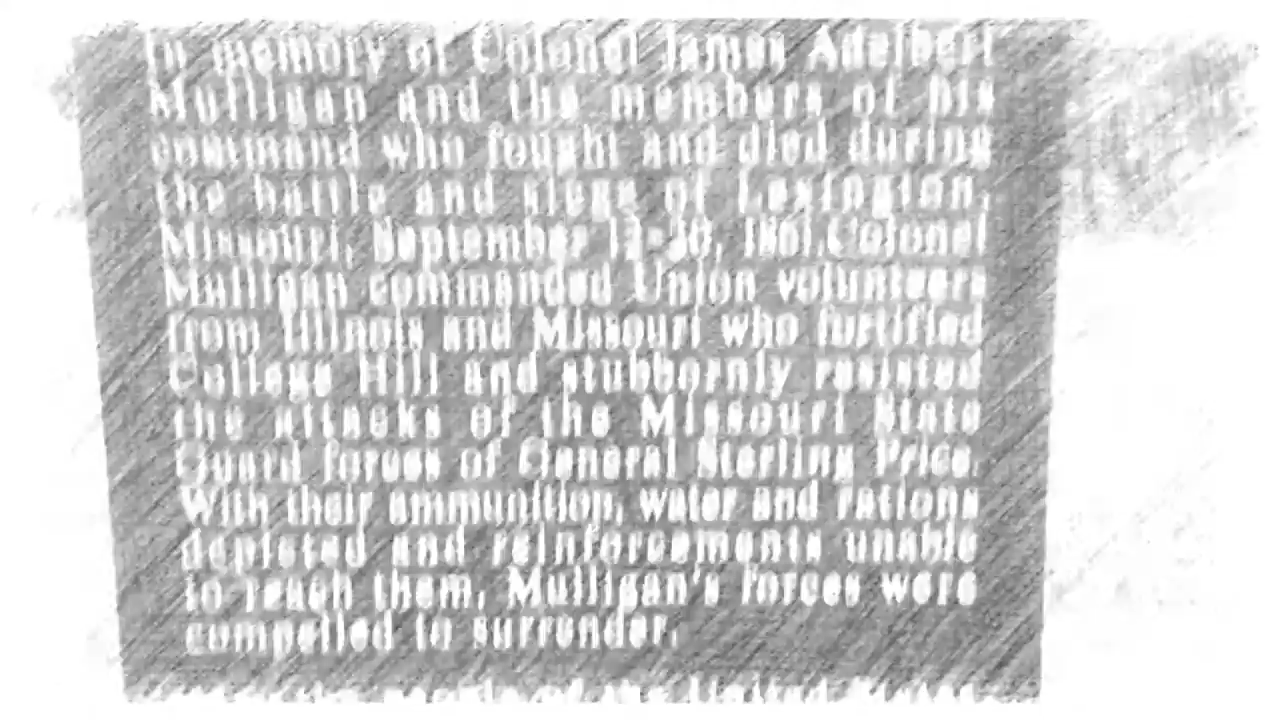 In memory of Colonel James Adelbert
Mulligan and the members of his
command who fought and died during
the battle and siege of Lexington,
Missouri, September 12-20, 1861. Colonel
Mulligan commanded Union volunteers
from Illinois and Missouri who fortified
College Hill and stubbornly resisted
the attacks of the Missouri State
Guard forces of General Sterling Price.
With their ammunition, water and rations
depleted and reinforcements unable
to reach them, Mulligan's forces were
compelled to surrender.
of the United States